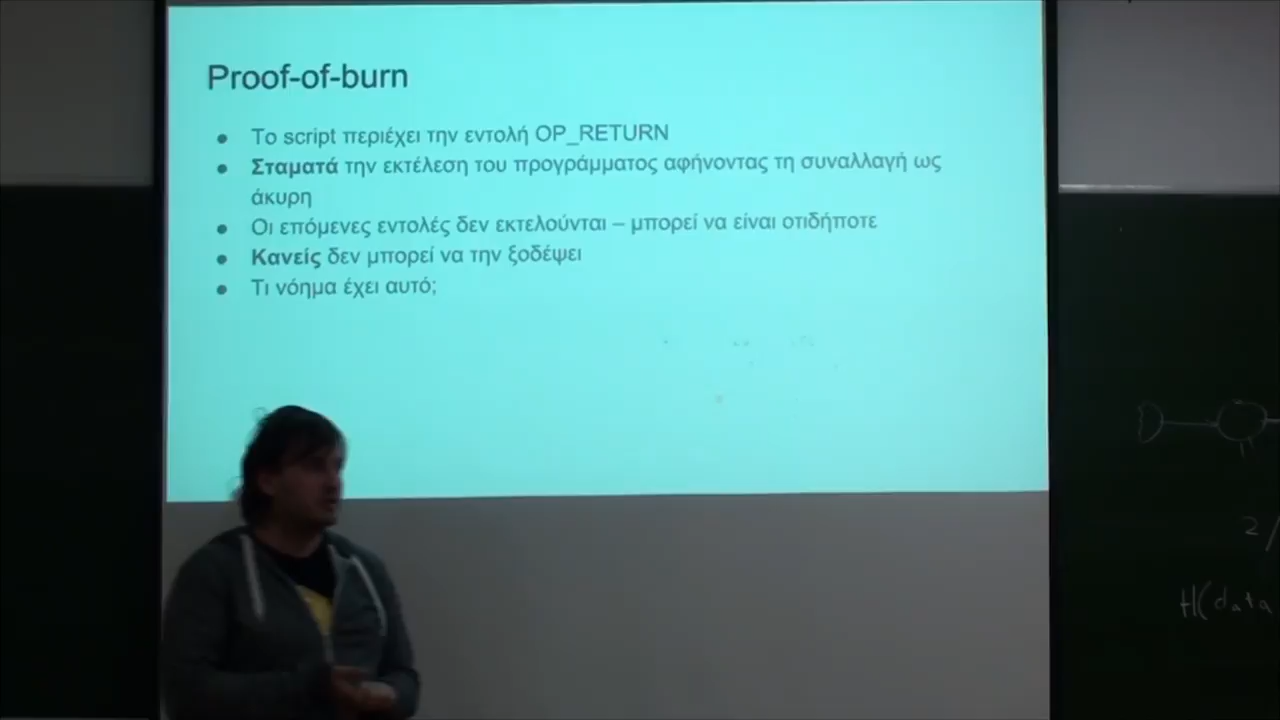 Proof-of-burn
● Το script περιέχει την εντολή OP_RETURN
● Σταματά την εκτέλεση του προγράμματος αφήνοντας τη συναλλαγή ως
άκυρη
● Οι επόμενες εντολές δεν εκτελούνται – μπορεί να είναι οτιδήποτε
● Κανείς δεν μπορεί να την ξοδέψει
● Τι νόημα έχει αυτό;
2/
H(data